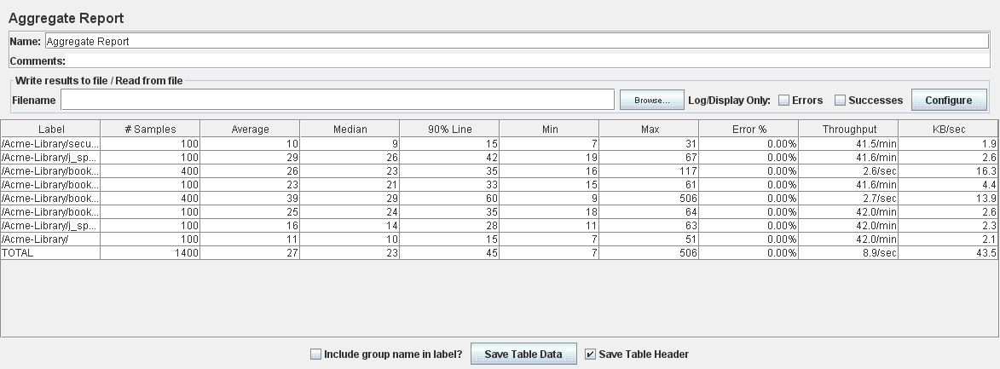 Aggregate Report
Name: Aggregate Report
Comments:
Write results to file / Read from file
Filename Browse... Log/Display Only: Errors Successes Configure
Label # Samples Average Median 90% Line Min Max Error % Throughput KB/sec
/Acme-Library/secu... 100 10 9 15 7 31 0.00% 41.5/min 1.9
/Acme-Library/j_sp... 100 29 26 42 19 67 0.00% 41.6/min 2.6
/Acme-Library/book... 400 26 23 35 16 117 0.00% 2.6/sec 16.3
/Acme-Library/book... 100 23 21 33 15 61 0.00% 41.6/min 4.4
/Acme-Library/book... 400 39 29 60 9 506 0.00% 2.7/sec 13.9
/Acme-Library/book... 100 25 24 35 18 64 0.00% 42.0/min 2.6
/Acme-Library/j_sp... 100 16 14 28 11 63 0.00% 42.0/min 2.3
/Acme-Library/ 100 11 10 15 7 51 0.00% 42.0/min 2.1
TOTAL 1400 27 23 45 7 506 0.00% 8.9/sec 43.5
Include group name in label? Save Table Data Save Table Header